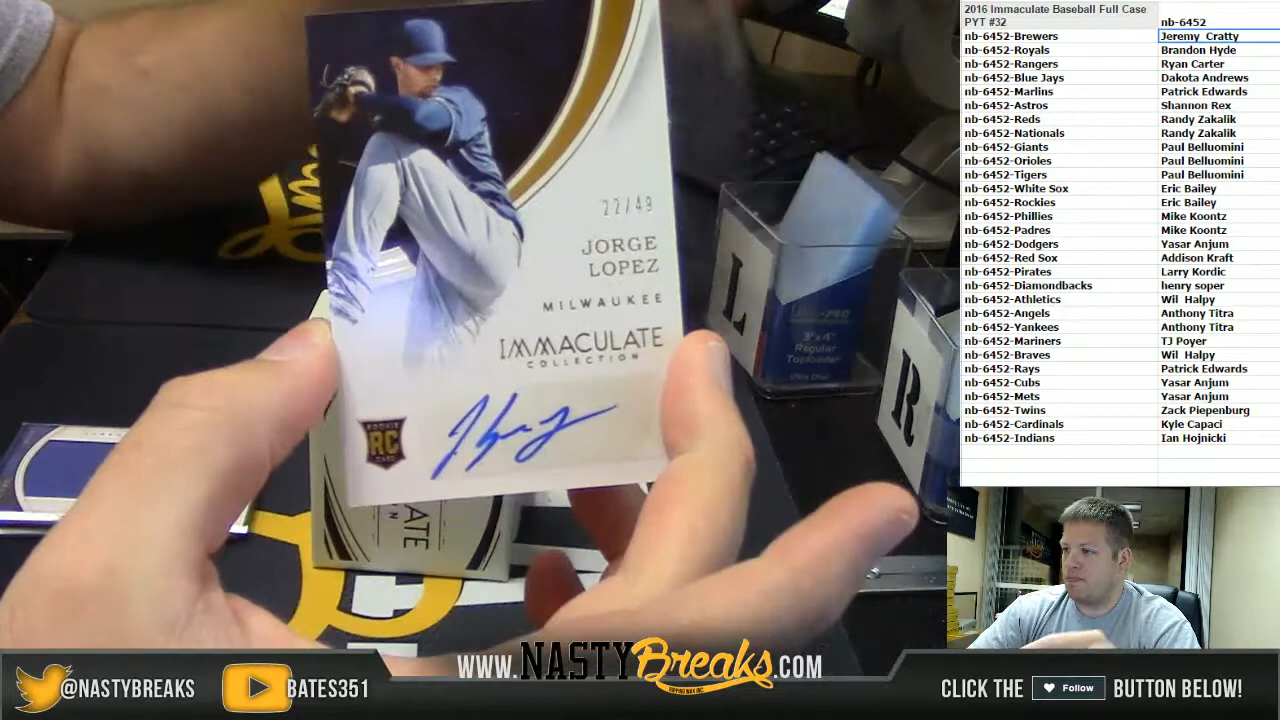 22/49
JORGE
LOPEZ
MILWAUKEE
IMMACULATE
COLLECTION
ROOKIE
RC
CARD
L
R
3"x4"
Regular
Toploader
2016 Immaculate Baseball Full Case
PYT #32 nb-6452
nb-6452-Brewers Jeremy Cratty
nb-6452-Royals Brandon Hyde
nb-6452-Rangers Ryan Carter
nb-6452-Blue Jays Dakota Andrews
nb-6452-Marlins Patrick Edwards
nb-6452-Astros Shannon Rex
nb-6452-Reds Randy Zakalik
nb-6452-Nationals Randy Zakalik
nb-6452-Giants Paul Belluomini
nb-6452-Orioles Paul Belluomini
nb-6452-Tigers Paul Belluomini
nb-6452-White Sox Eric Bailey
nb-6452-Rockies Eric Bailey
nb-6452-Phillies Mike Koontz
nb-6452-Padres Mike Koontz
nb-6452-Dodgers Yasar Anjum
nb-6452-Red Sox Addison Kraft
nb-6452-Pirates Larry Kordic
nb-6452-Diamondbacks henry soper
nb-6452-Athletics Wil Halpy
nb-6452-Angels Anthony Titra
nb-6452-Yankees Anthony Titra
nb-6452-Mariners TJ Poyer
nb-6452-Braves Wil Halpy
nb-6452-Rays Patrick Edwards
nb-6452-Cubs Yasar Anjum
nb-6452-Mets Yasar Anjum
nb-6452-Twins Zack Piepenburg
nb-6452-Cardinals Kyle Capaci
nb-6452-Indians Ian Hojnicki
@NASTYBREAKS
BATES351
WWW.NASTYBreaks.COM
RIPPING WAX INC
CLICK THE Follow BUTTON BELOW!